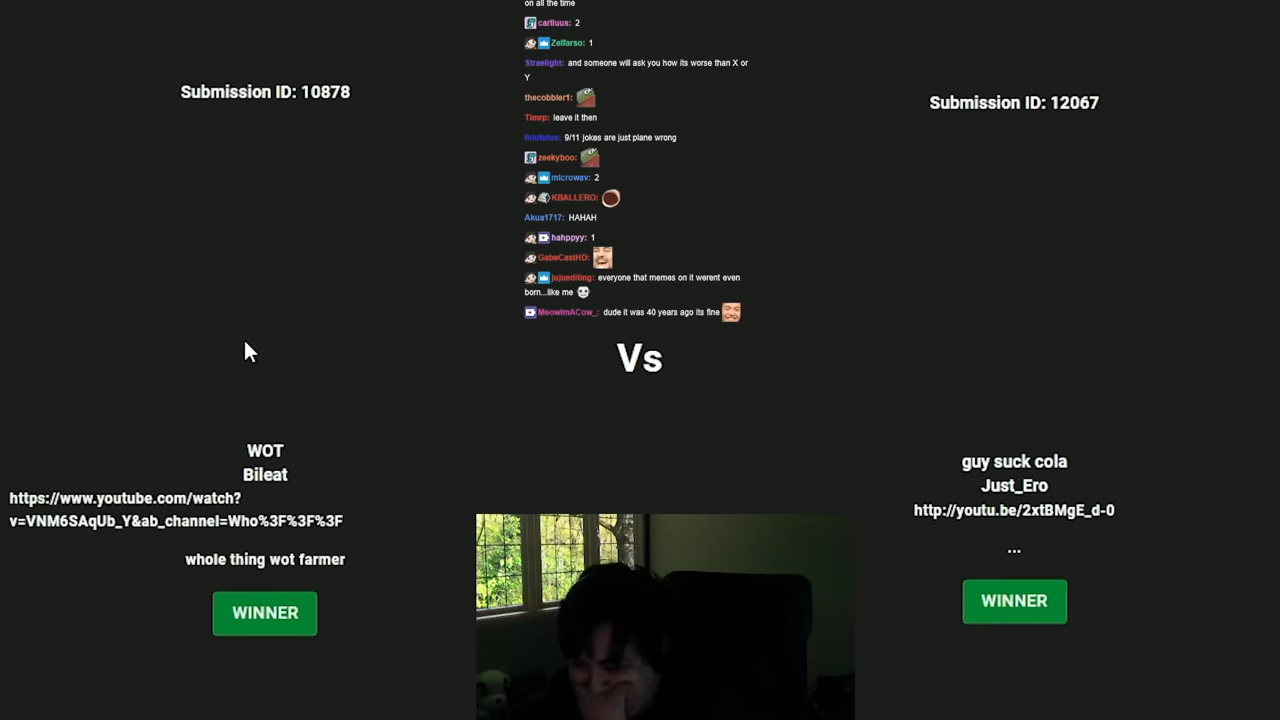 on all the time
carlluus: 2
Zelfarso: 1
Straelight: and someone will ask you how its worse than X or
Y
thecobbler1:
Timrp: leave it then
fulufulus: 9/11 jokes are just plane wrong
zeekyboo:
microwav: 2
KBALLERO:
Akua1717: HAHAH
hahppyy: 1
GabeCastHD:
jujuediting: everyone that memes on it werent even
born...like me
MeowImACow_: dude it was 40 years ago its fine
Submission ID: 10878
Submission ID: 12067
Vs
WOT
Bileat
https://www.youtube.com/watch?
v=VNM6SAqUb_Y&ab_channel=Who%3F%3F%3F
whole thing wot farmer
WINNER
guy suck cola
Just_Ero
http://youtu.be/2xtBMgE_d-0
...
WINNER